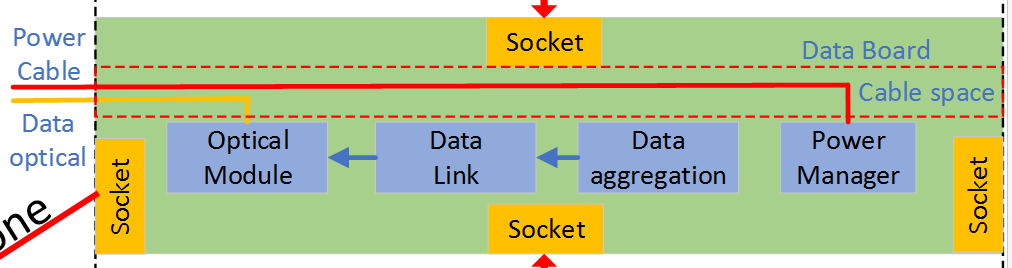 Power
Cable
Data
optical
Socket
Data Board
Cable space
Optical
Module
Data
Link
Data
aggregation
Power
Manager
Socket
Socket
Socket
one